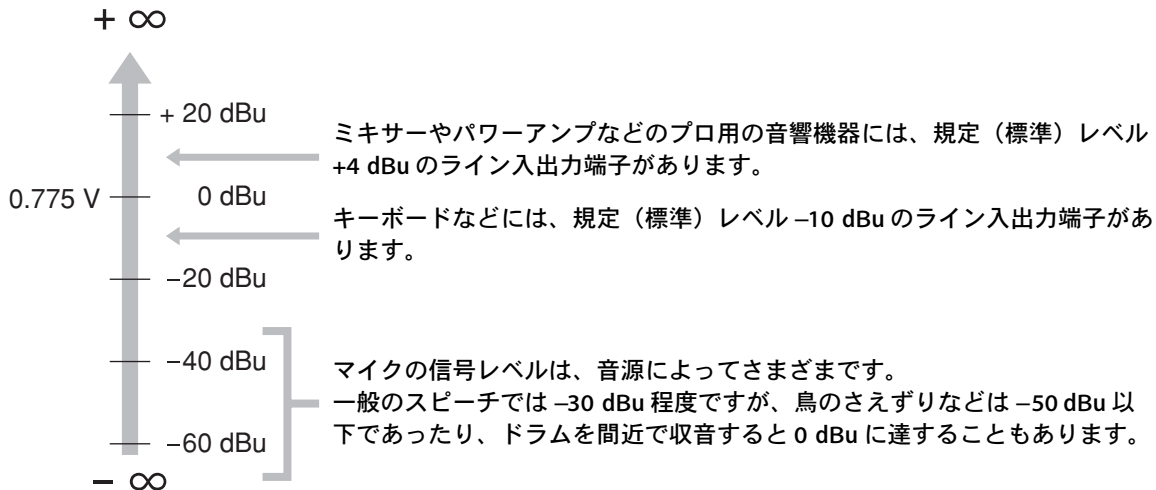 + ∞
+ 20 dBu
ミキサーやパワーアンプなどのプロ用の音響機器には、規定（標準）レベル
+4 dBu のライン入出力端子があります。
0.775 V
0 dBu
キーボードなどには、規定（標準）レベル –10 dBu のライン入出力端子があ
ります。
–20 dBu
–40 dBu
マイクの信号レベルは、音源によってさまざまです。
一般のスピーチでは –30 dBu 程度ですが、鳥のさえずりなどは –50 dBu 以
下であったり、ドラムを間近で収音すると 0 dBu に達することもあります。
–60 dBu
– ∞